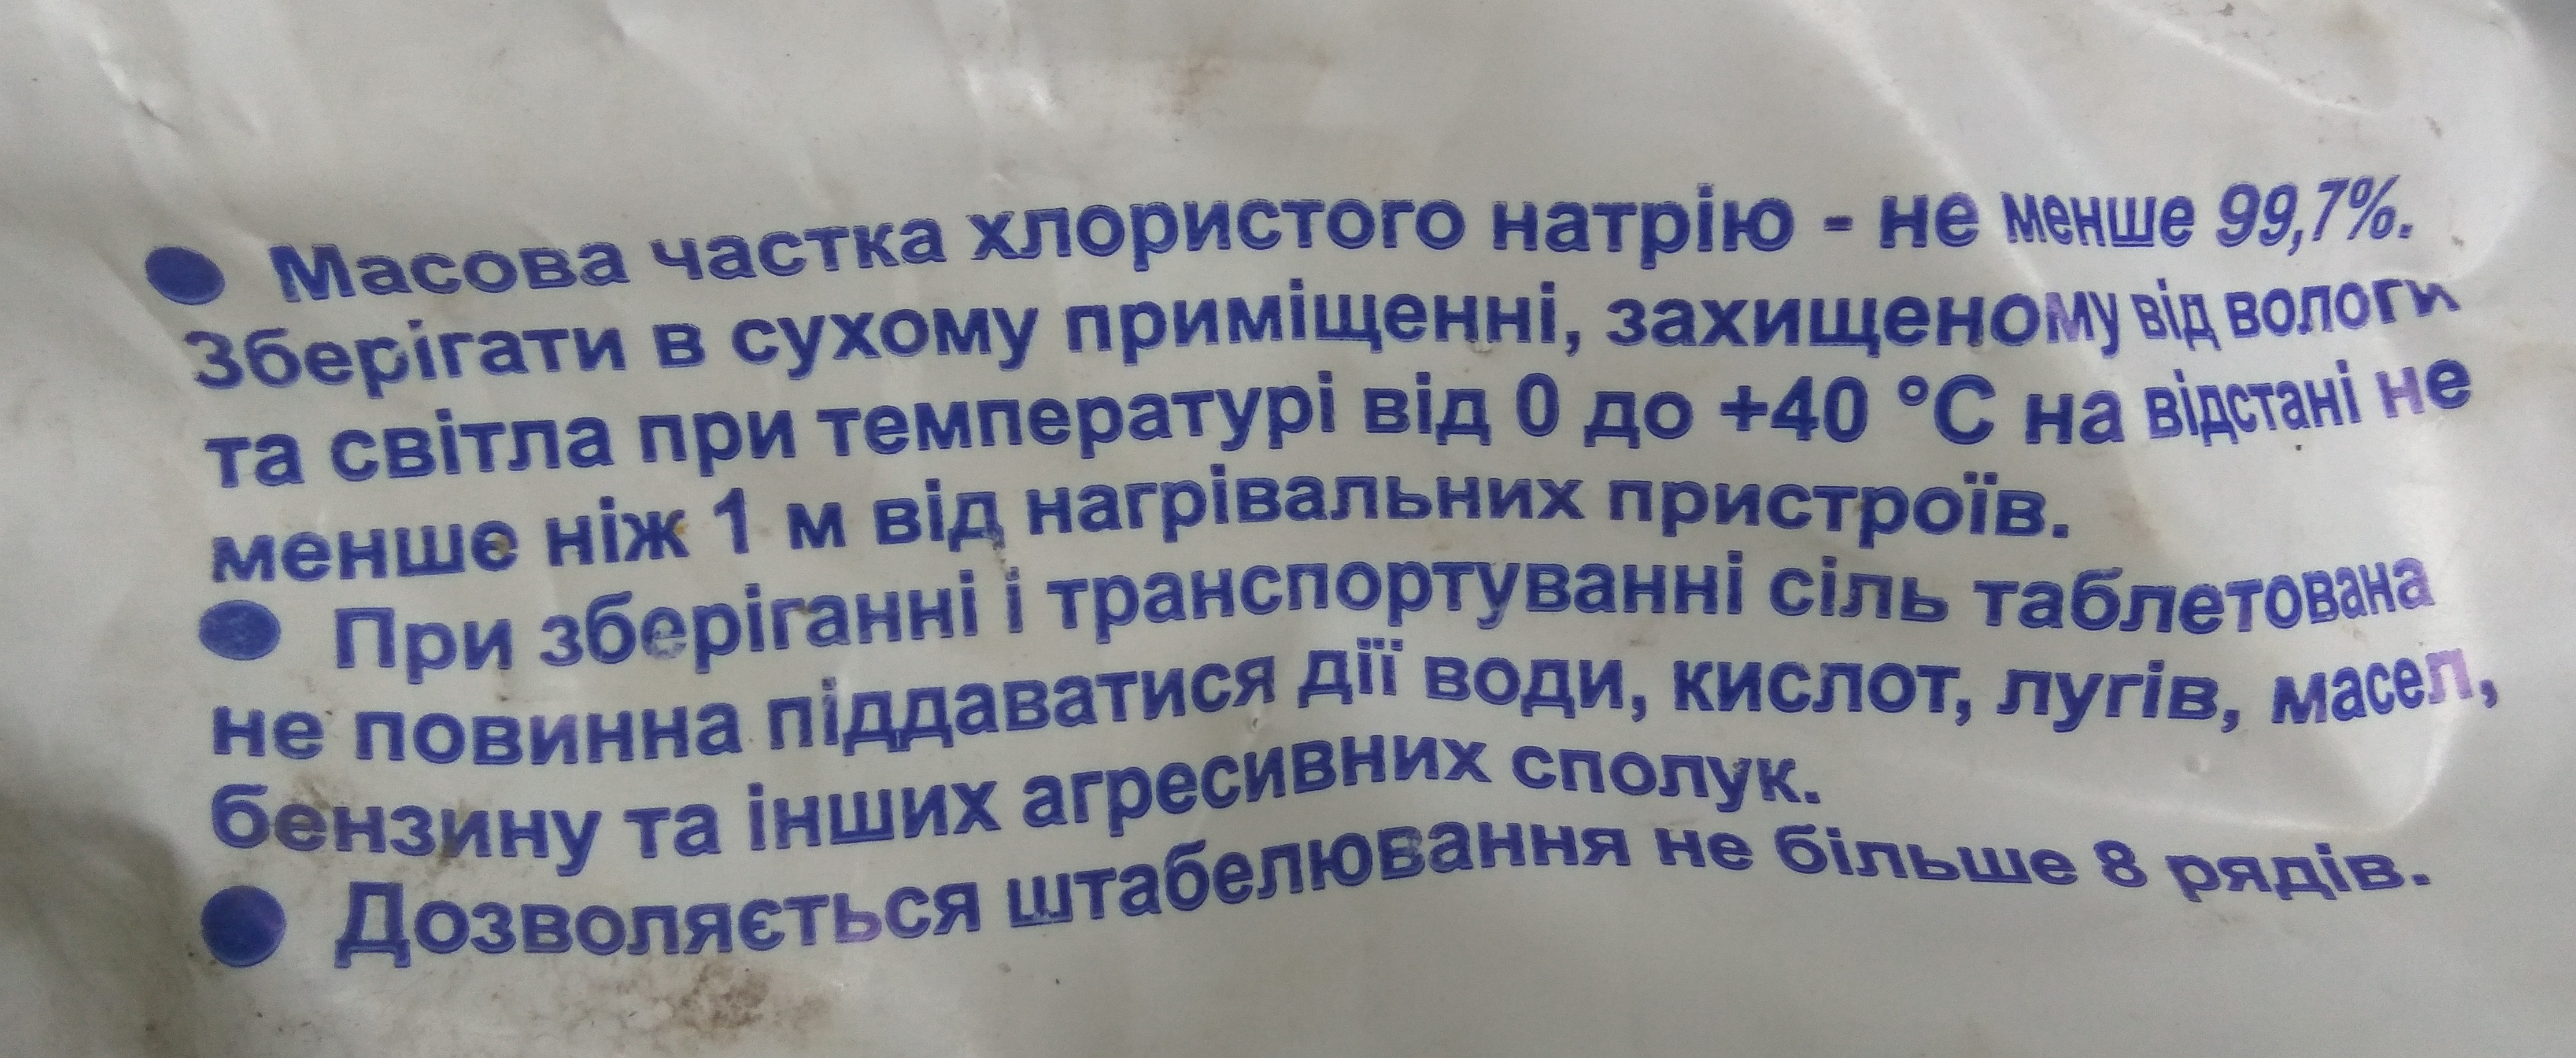 ● Масова частка хлористого натрію - не менше 99,7%.
Зберігати в сухому приміщенні, захищеному від вологи
та світла при температурі від 0 до +40 °С на відстані не
менше ніж 1 м від нагрівальних пристроїв.
● При зберіганні і транспортуванні сіль таблетована
не повинна піддаватися дії води, кислот, лугів, масел,
бензину та інших агресивних сполук.
● Дозволяється штабелювання не більше 8 рядів.